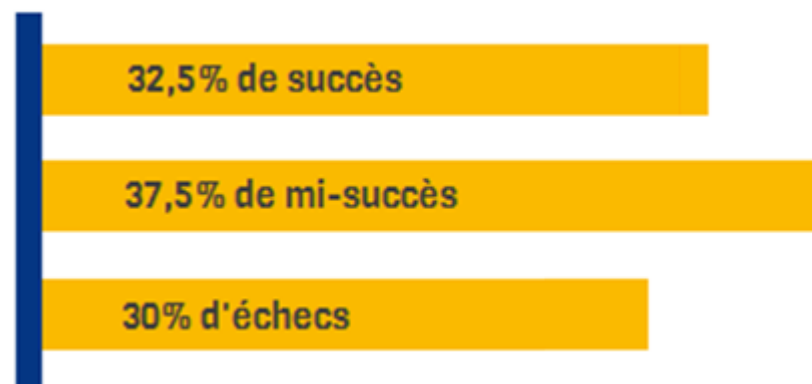 32,5% de succès
37,5% de mi-succès
30% d'échecs